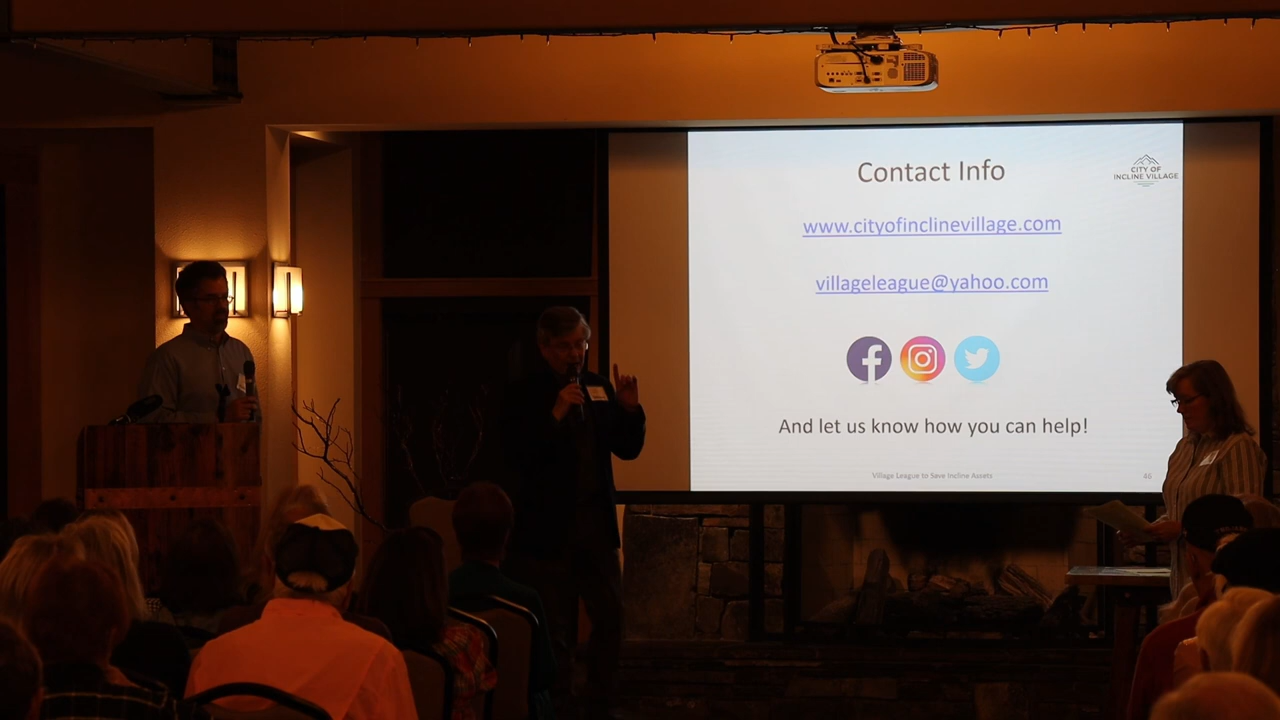 Contact Info
CITY OF
INCLINE VILLAGE
www.cityofinclinevillage.com
villageleague@yahoo.com
And let us know how you can help!
Village League to Save Incline Assets
46